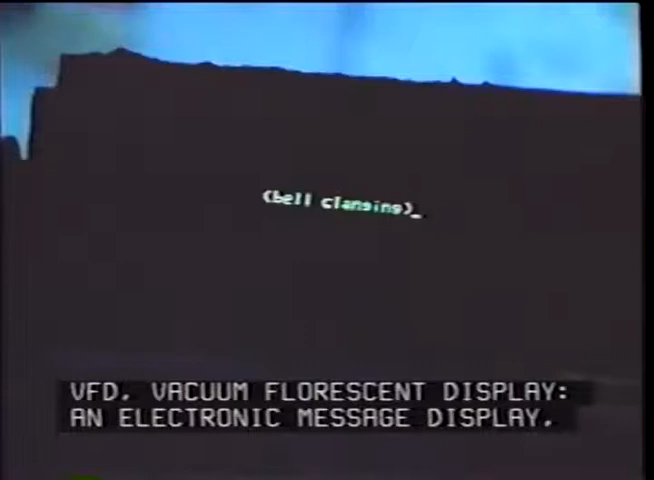 (bell clanging)_
VFD. VACUUM FLORESCENT DISPLAY:
AN ELECTRONIC MESSAGE DISPLAY.